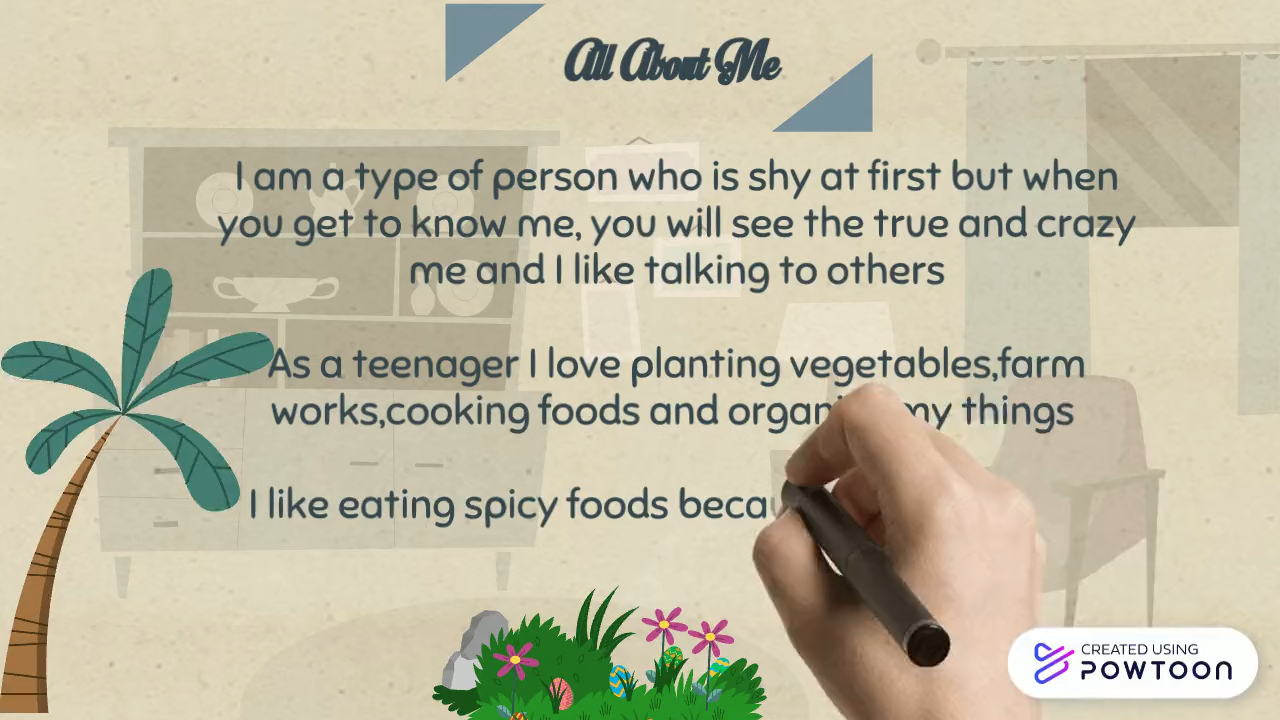 All About Me
I am a type of person who is shy at first but when
you get to know me, you will see the true and crazy
me and I like talking to others
As a teenager I love planting vegetables,farm
works,cooking foods and my things
I like eating spicy foods
CREATED USING
POWTOON